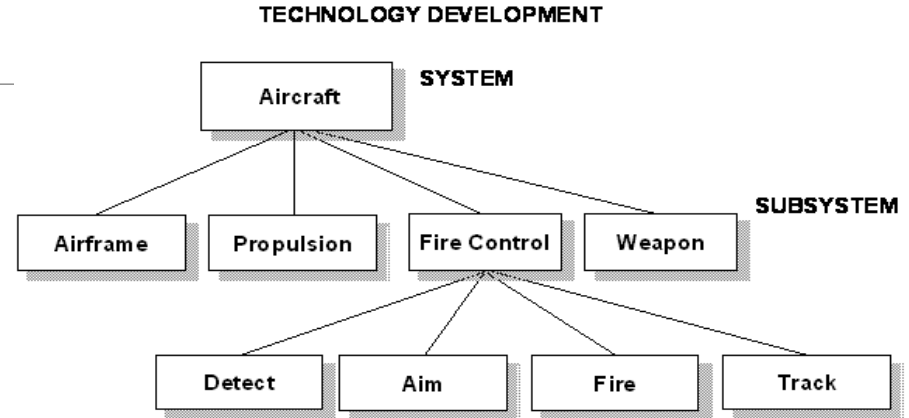 TECHNOLOGY DEVELOPMENT
SYSTEM
Aircraft
SUBSYSTEM
Airframe
Propulsion
Fire Control
Weapon
Detect
Aim
Fire
Track